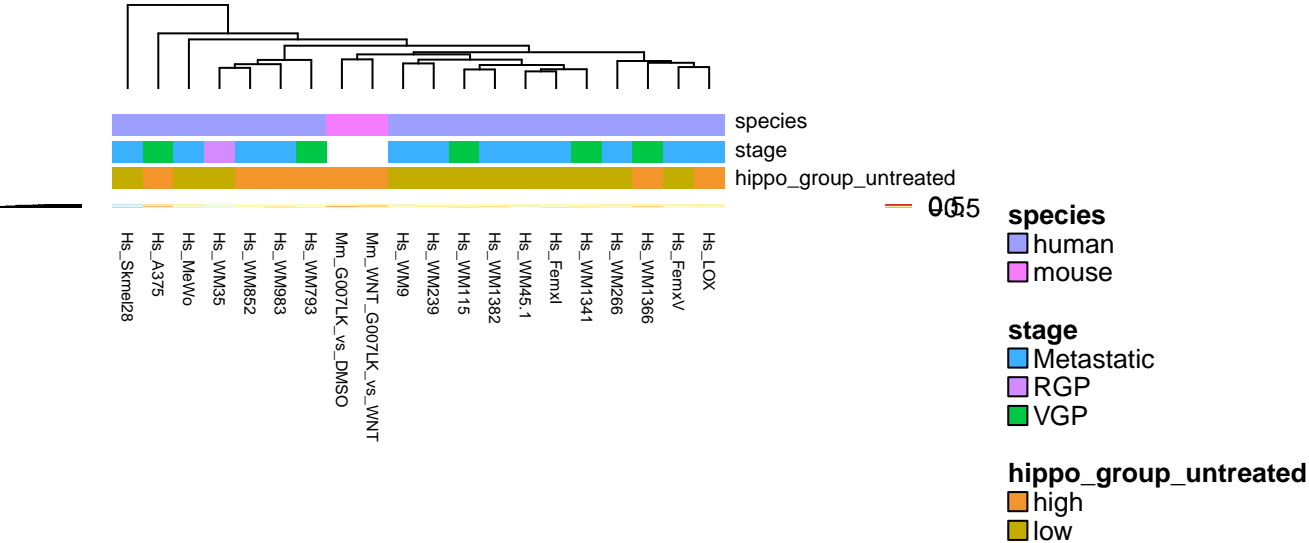 species
stage
hippo_group_untreated
Hs_Skmel28
Hs_A375
Hs_MeWo
Hs_WM35
Hs_WM852
Hs_WM983
Hs_WM793
Mm_G007LK_vs_DMSO
Mm_WNT_G007LK_vs_WNT
Hs_WM9
Hs_WM239
Hs_WM115
Hs_WM1382
Hs_WM45.1
Hs_FemxI
Hs_WM1341
Hs_WM266
Hs_WM1366
Hs_FemxV
Hs_LOX
species
human
mouse
stage
Metastatic
RGP
VGP
hippo_group_untreated
high
low